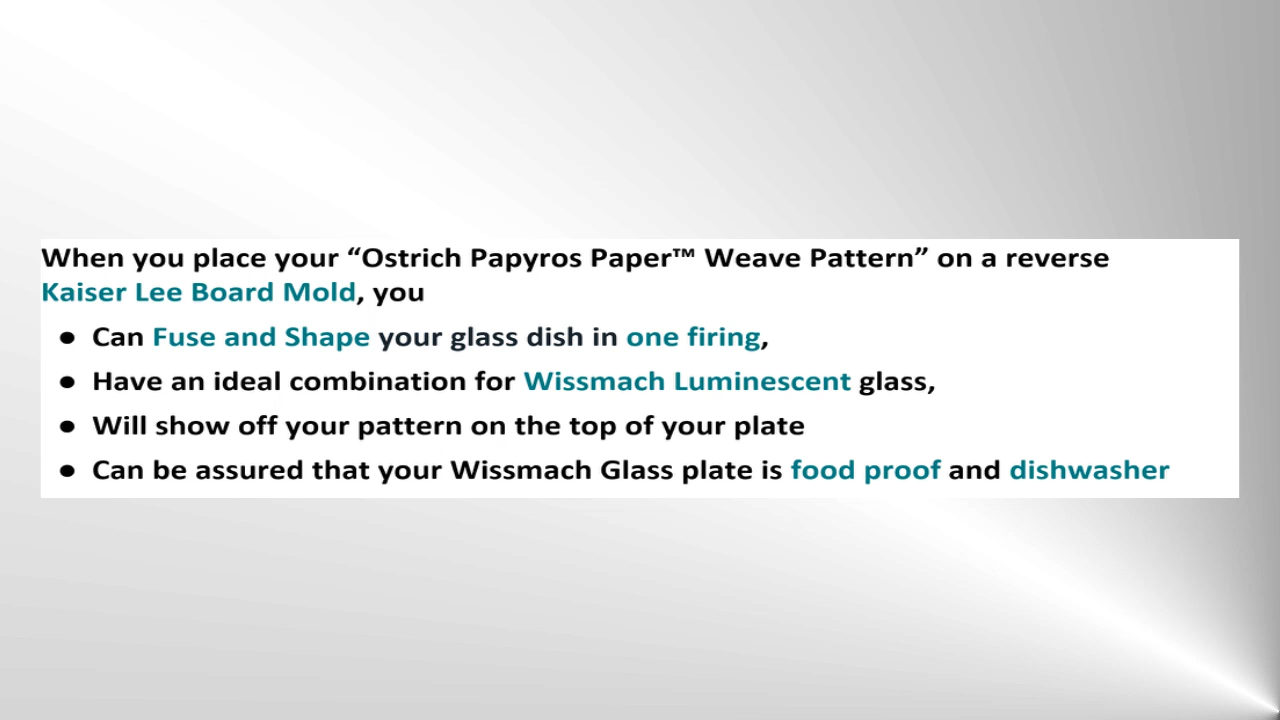 When you place your “Ostrich Papyros Paper™ Weave Pattern” on a reverse
Kaiser Lee Board Mold, you
● Can Fuse and Shape your glass dish in one firing,
● Have an ideal combination for Wissmach Luminescent glass,
● Will show off your pattern on the top of your plate
● Can be assured that your Wissmach Glass plate is food proof and dishwasher